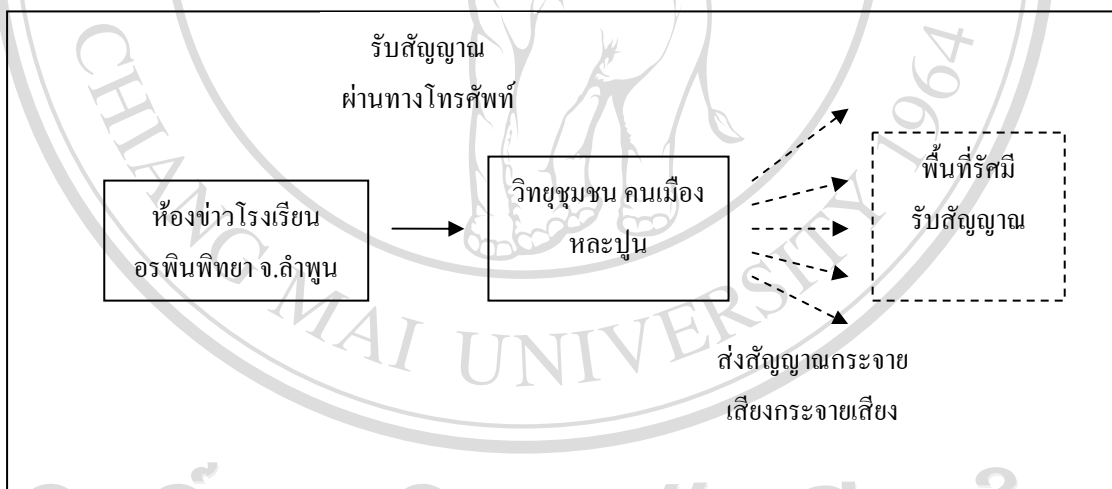 รับสัญญาณ
ผ่านทางโทรศัพท์
ห้องข่าวโรงเรียน
อรพินพิทยา จ.ลำพูน
วิทยุชุมชน คนเมือง
หละปูน
พื้นที่รัศมี
รับสัญญาณ
ส่งสัญญาณกระจาย
เสียงกระจายเสียง
CHIANG MAI UNIVERSITY 1964